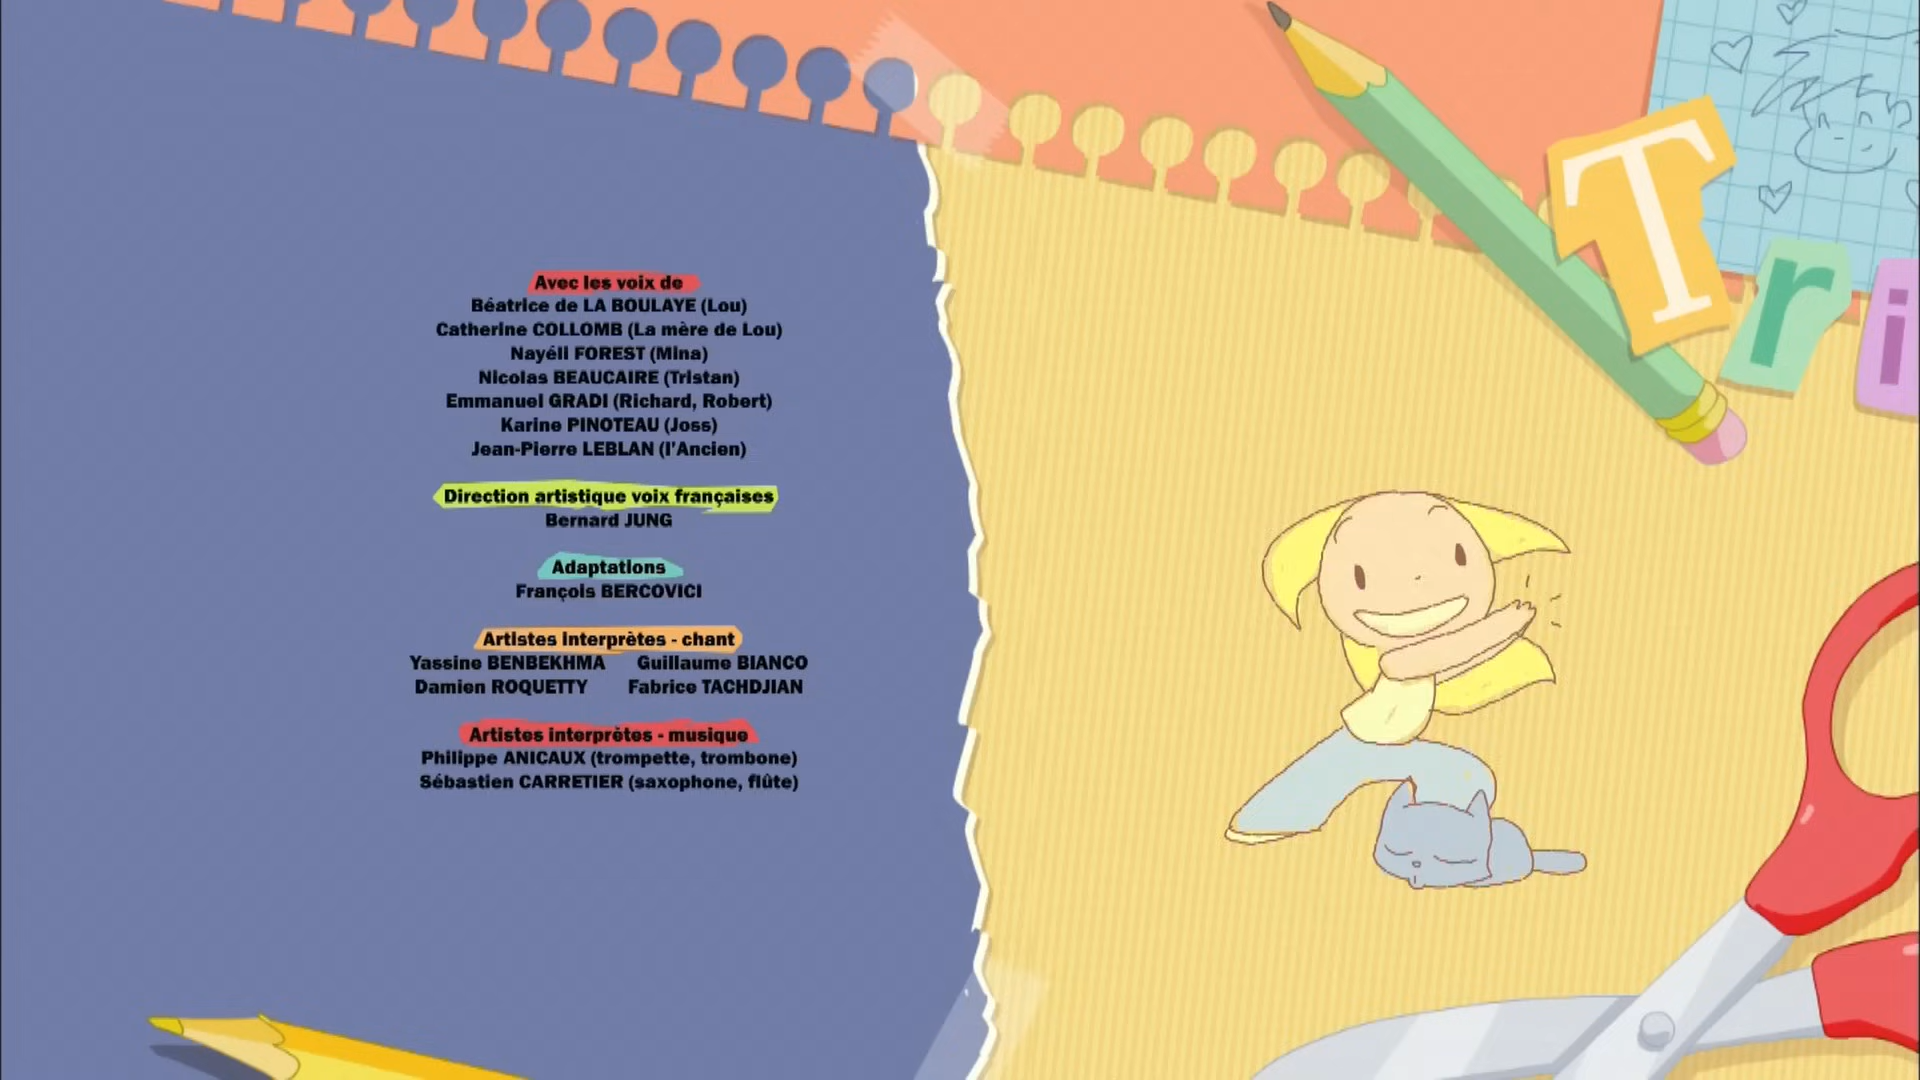 Avec les voix de
Béatrice de LA BOULAYE (Lou)
Catherine COLLOMB (La mère de Lou)
Nayéli FOREST (Mina)
Nicolas BEAUCAIRE (Tristan)
Emmanuel GRADI (Richard, Robert)
Karine PINOTEAU (Joss)
Jean-Pierre LEBLAN (l'Ancien)
Direction artistique voix françaises
Bernard JUNG
Adaptations
François BERCOVICI
Artistes interprètes - chant
Yassine BENBEKHMA Guillaume BIANCO
Damien ROQUETTY Fabrice TACHDJIAN
Artistes interprètes - musique
Philippe ANICAUX (trompette, trombone)
Sébastien CARRETIER (saxophone, flûte)
Tri